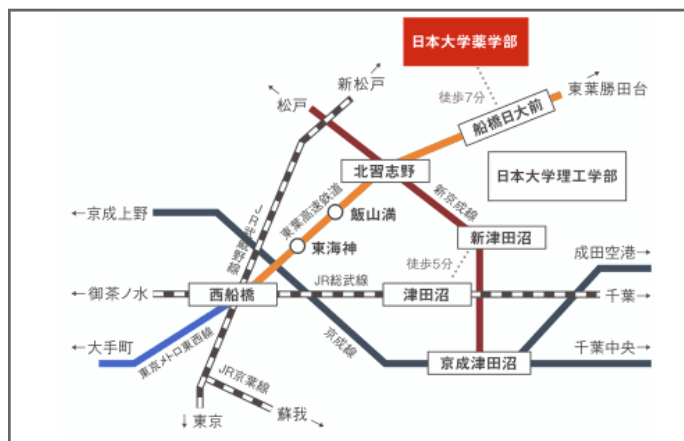 日本大学薬学部
新松戸
松戸
徒歩7分
東葉勝田台
船橋日大前
北習志野
日本大学理工学部
新京成線
東葉高速鉄道
JR武蔵野線
飯山満
←京成上野
新津田沼
東海神
徒歩5分
成田空港→
JR総武線
←御茶ノ水
西船橋
津田沼
千葉→
←大手町
東京メトロ東西線
京成線
京成津田沼
千葉中央→
JR京葉線
↓東京
蘇我